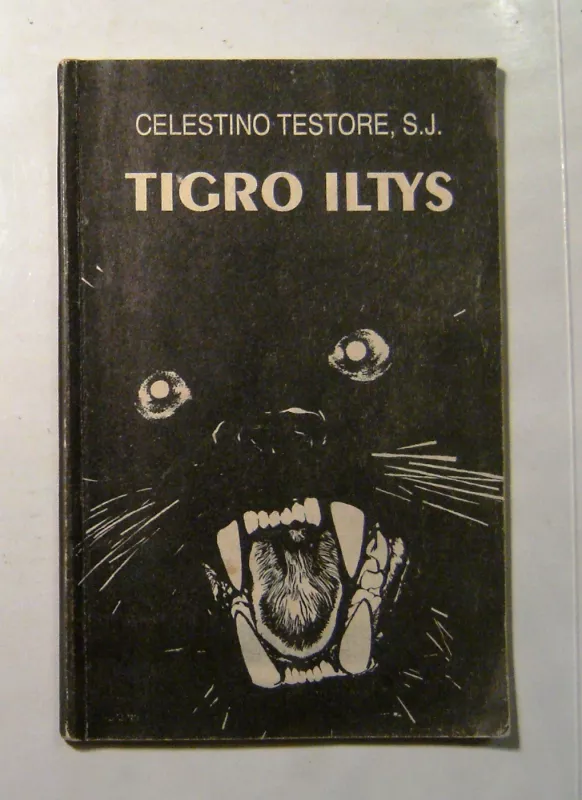 CELESTINO TESTORE, S.J.
TIGRO ILTYS